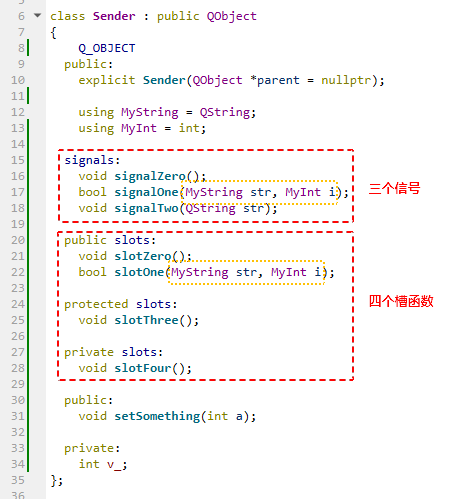 6 class Sender : public QObject
7 {
8 Q_OBJECT
9 public:
10 explicit Sender(QObject *parent = nullptr);
11
12 using MyString = QString;
13 using MyInt = int;
14
15 signals:
16 void signalZero();
17 bool signalOne(MyString str, MyInt i);
三个信号
18 void signalTwo(QString str);
19
20 public slots:
21 void slotZero();
22 bool slotOne(MyString str, MyInt i);
23
24 protected slots:
四个槽函数
25 void slotThree();
26
27 private slots:
28 void slotFour();
29
30 public:
31 void setSomething(int a);
32
33 private:
34 int v_;
35 };
36